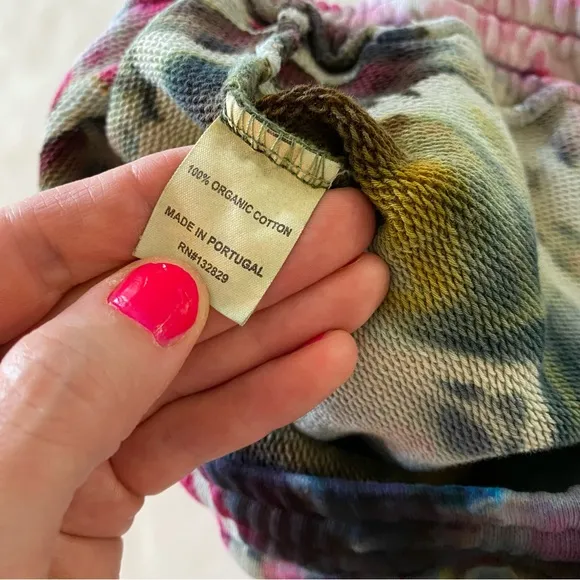 100% ORGANIC COTTON
MADE IN PORTUGAL
RN#132829